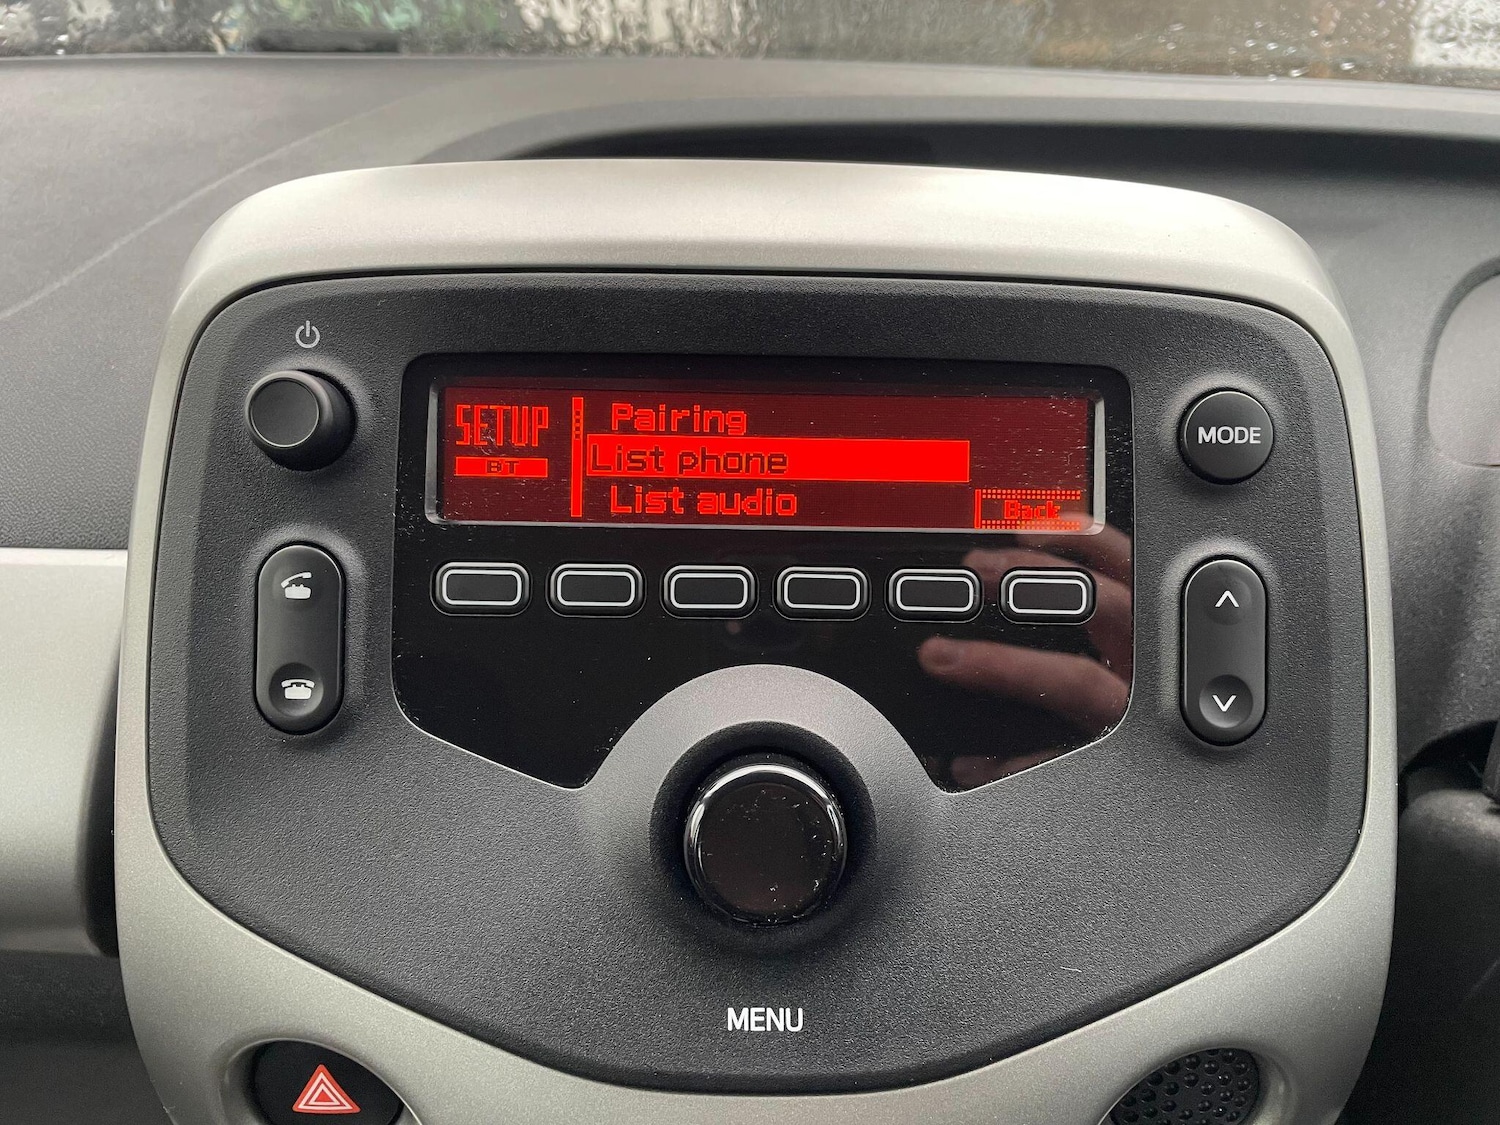 SETUP
BT
Pairing
List phone
List audio
Back
MODE
MENU